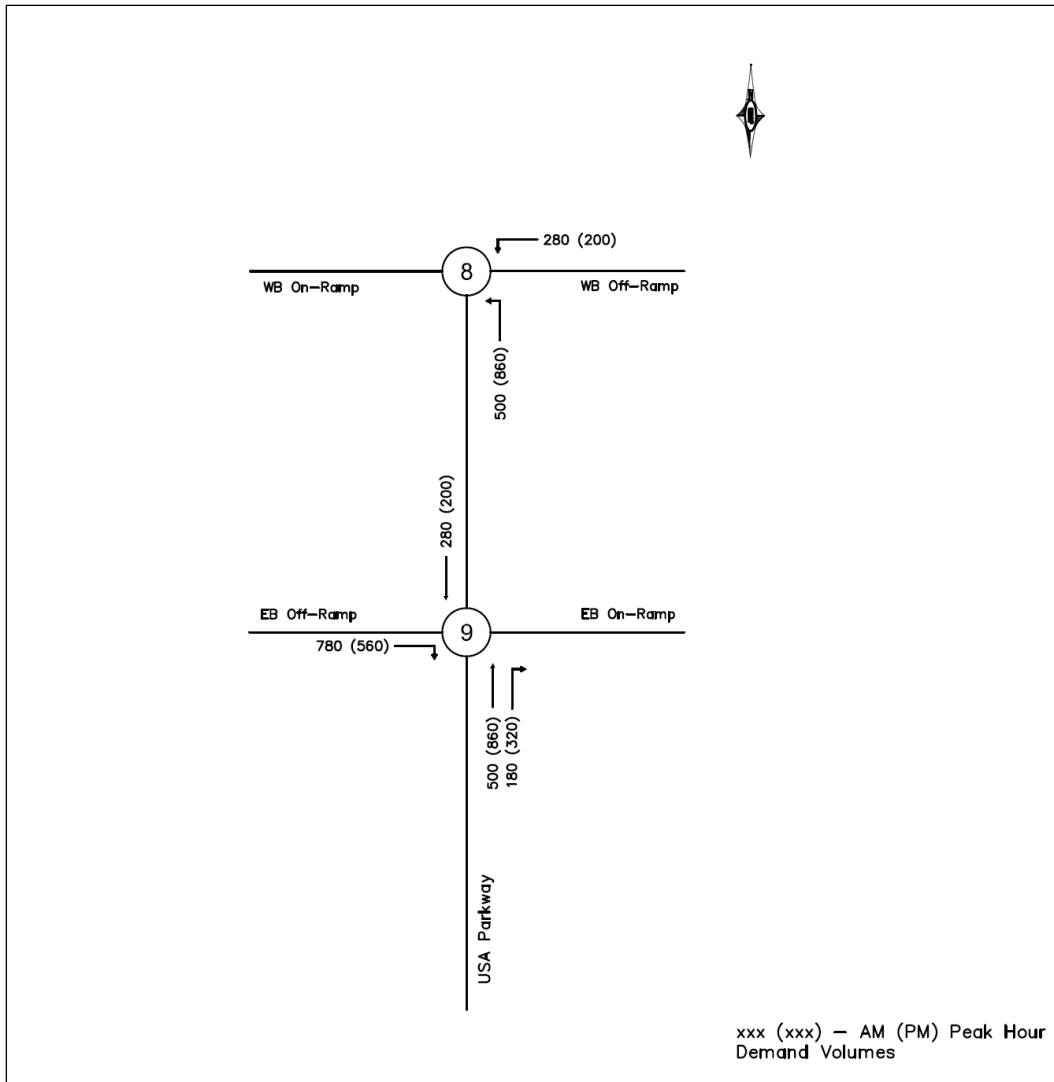 280 (200)
8
WB On-Ramp
WB Off-Ramp
500 (860)
280 (200)
EB Off-Ramp
EB On-Ramp
9
780 (560)
500 (860)
180 (320)
USA Parkway
xxx (xxx) – AM (PM) Peak Hour
Demand Volumes